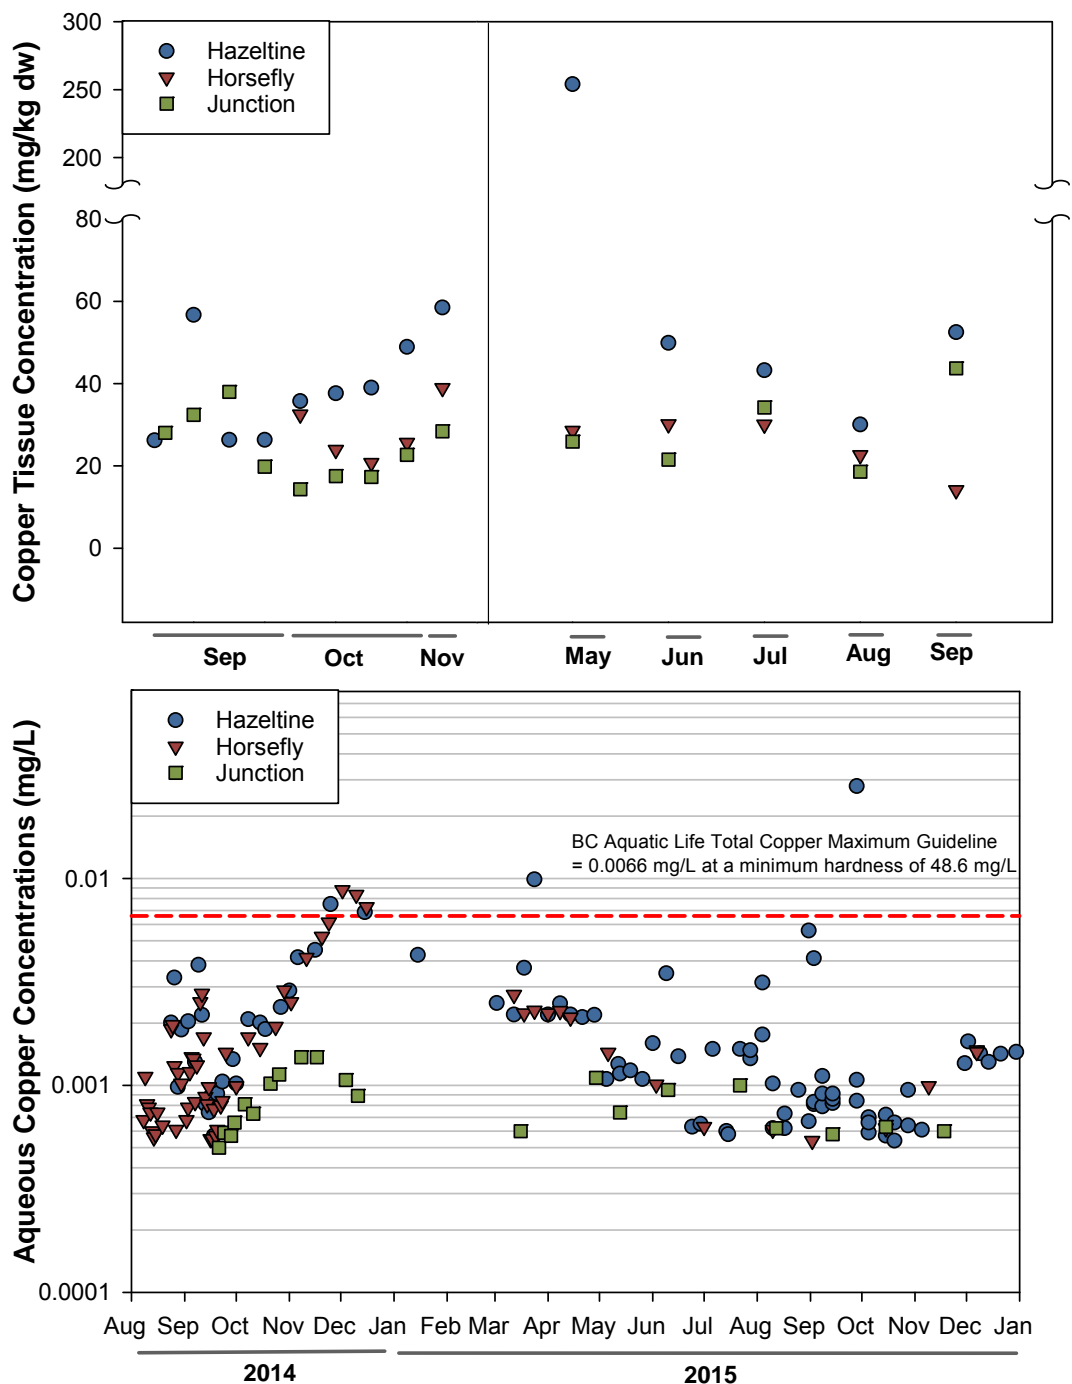 Copper Tissue Concentration (mg/kg dw)
300
250
200
80
60
40
20
0
Hazeltine
Horsefly
Junction
Sep Oct Nov May Jun Jul Aug Sep
Aqueous Copper Concentrations (mg/L)
Hazeltine
Horsefly
Junction
BC Aquatic Life Total Copper Maximum Guideline
= 0.0066 mg/L at a minimum hardness of 48.6 mg/L
0.01
0.001
0.0001
Aug Sep Oct Nov Dec Jan Feb Mar Apr May Jun Jul Aug Sep Oct Nov Dec Jan
2014 2015